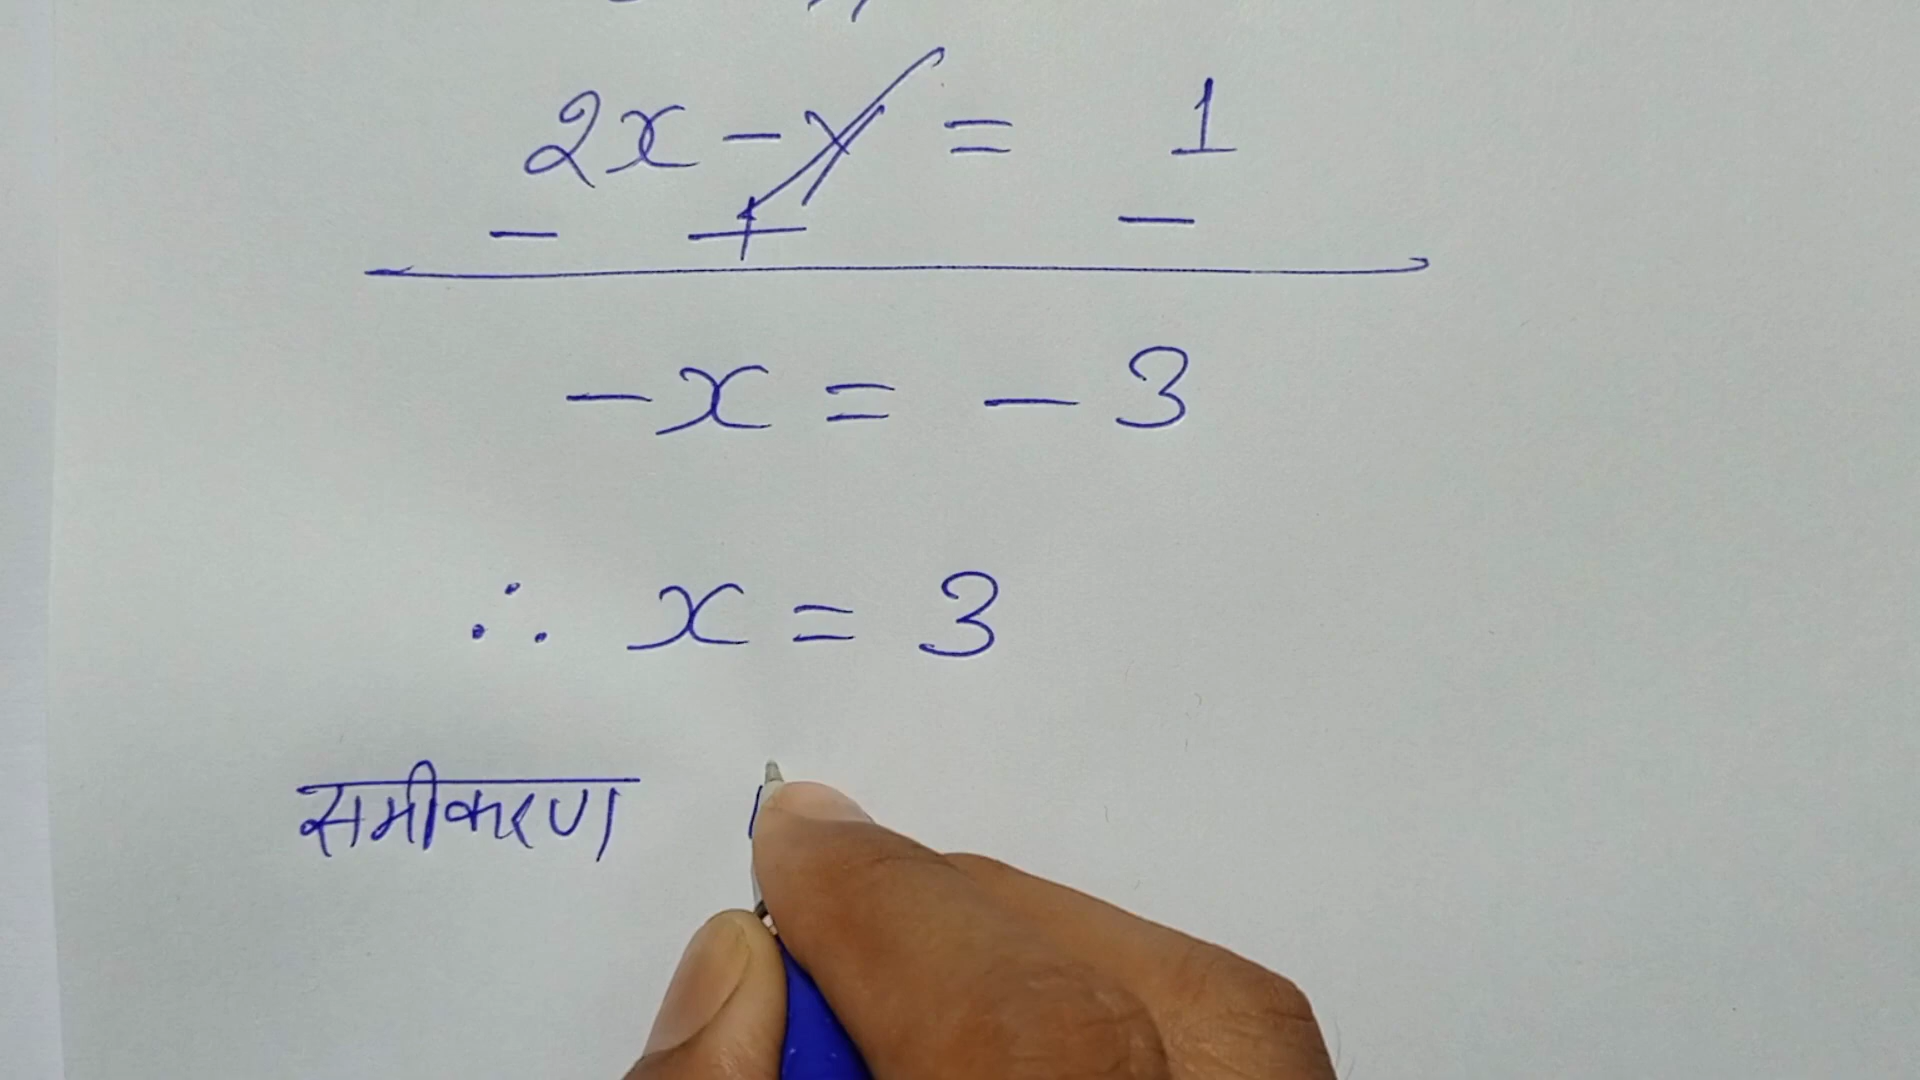 2x - y = 1
- + -
-x = -3
∴ x = 3
समीकरण